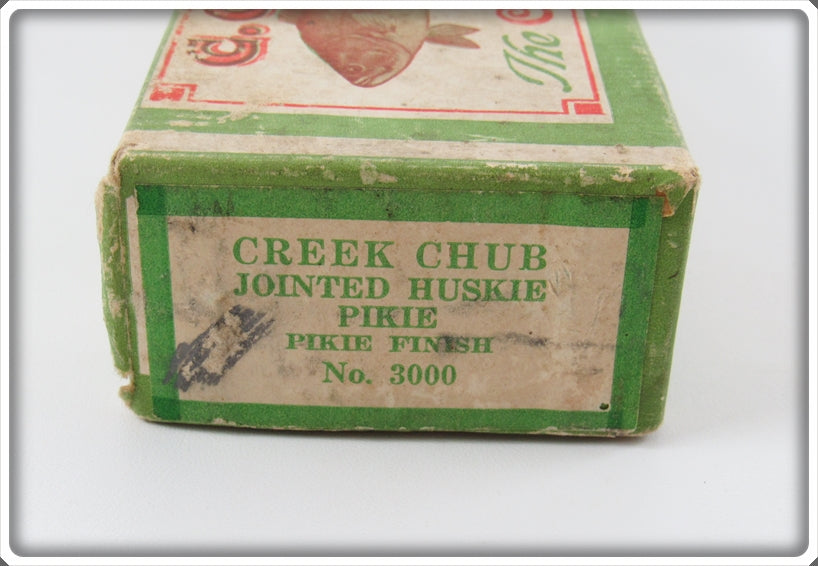 The
CREEK CHUB
JOINTED HUSKIE
PIKIE
PIKIE FINISH
No. 3000